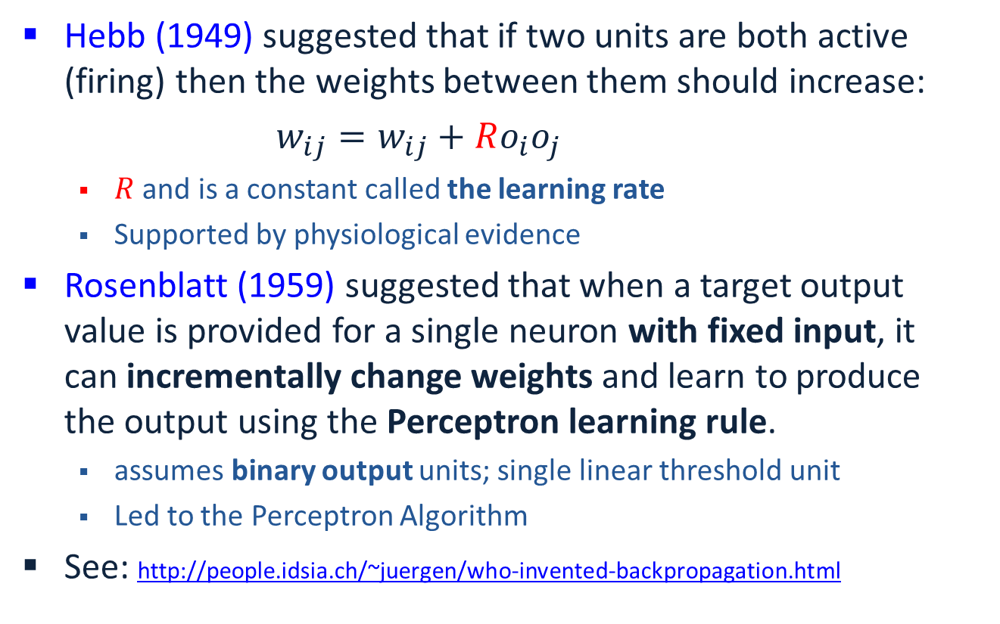 ▪ Hebb (1949) suggested that if two units are both active
(firing) then the weights between them should increase:
w_{ij} = w_{ij} + R o_i o_j
▪ R and is a constant called the learning rate
▪ Supported by physiological evidence
▪ Rosenblatt (1959) suggested that when a target output
value is provided for a single neuron with fixed input, it
can incrementally change weights and learn to produce
the output using the Perceptron learning rule.
▪ assumes binary output units; single linear threshold unit
▪ Led to the Perceptron Algorithm
▪ See: http://people.idsia.ch/~juergen/who-invented-backpropagation.html